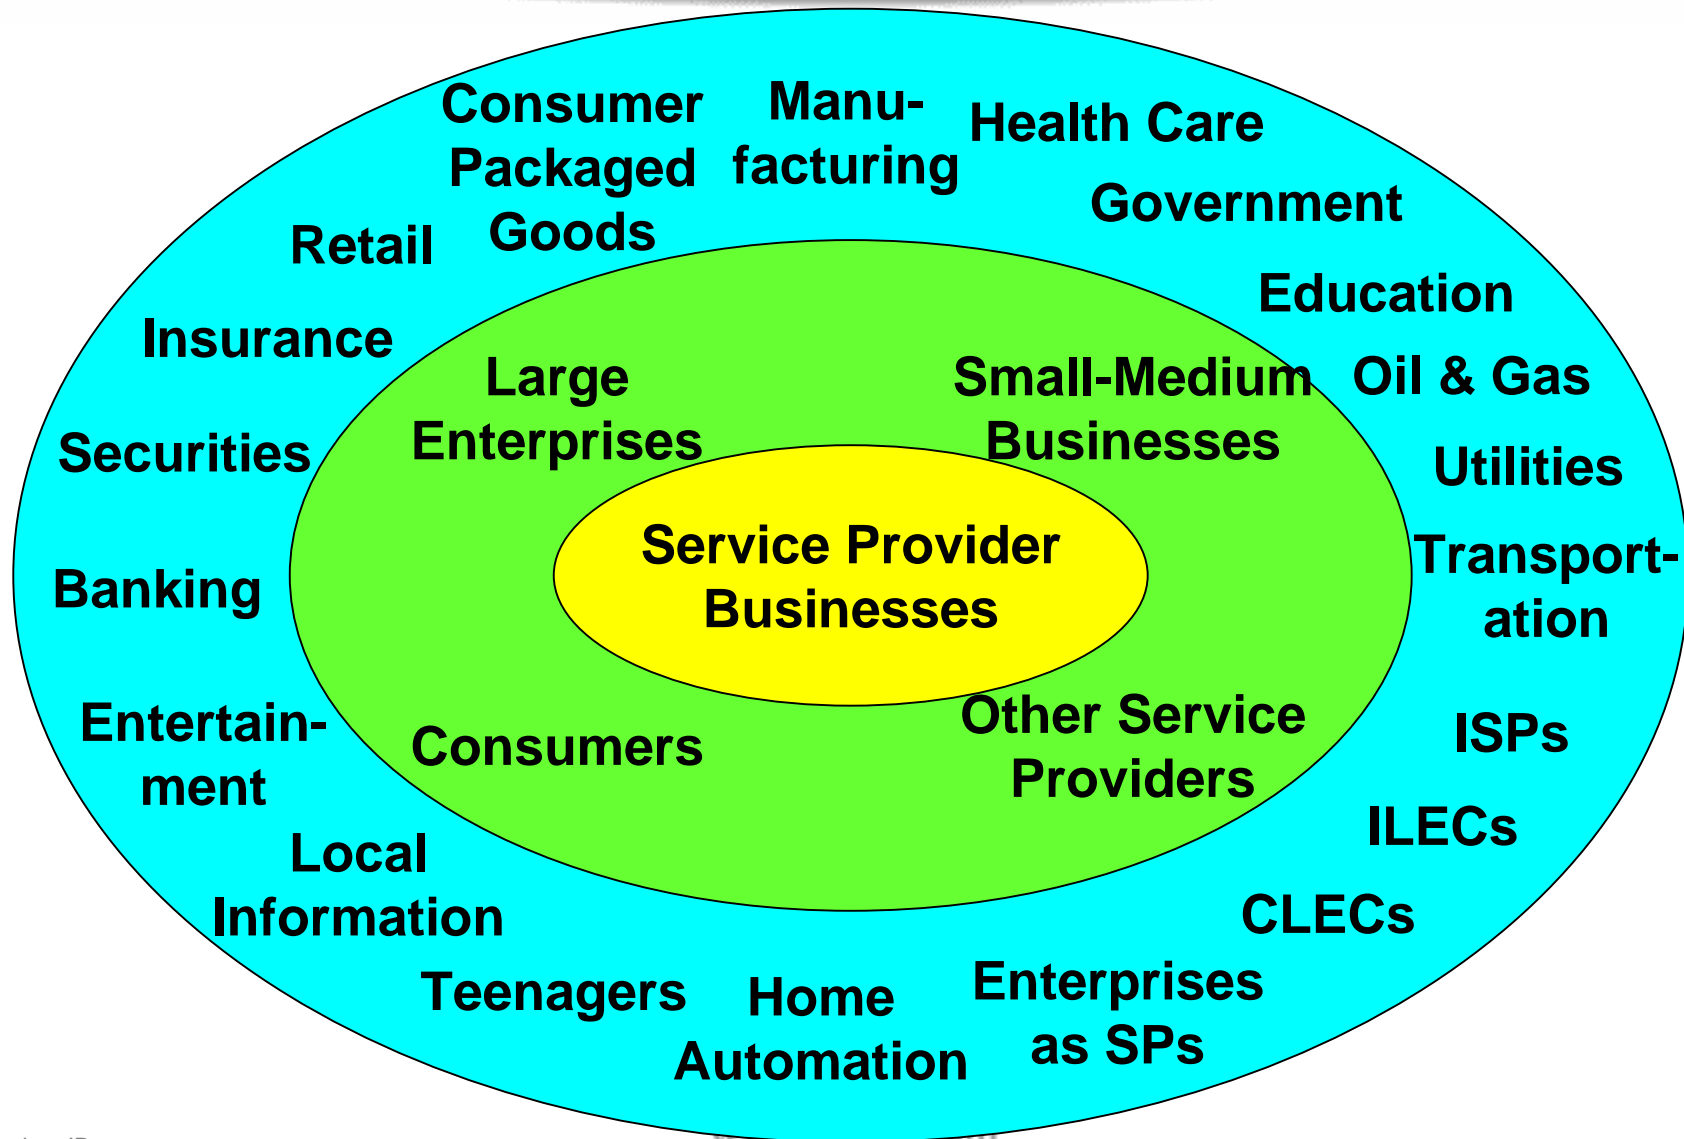 Consumer
Packaged
Goods
Manu-
facturing
Health Care
Government
Retail
Education
Insurance
Large
Enterprises
Small-Medium
Businesses
Oil & Gas
Securities
Utilities
Service Provider
Businesses
Transport-
ation
Banking
Entertain-
ment
Consumers
Other Service
Providers
ISPs
ILECs
Local
Information
CLECs
Teenagers
Home
Automation
Enterprises
as SPs